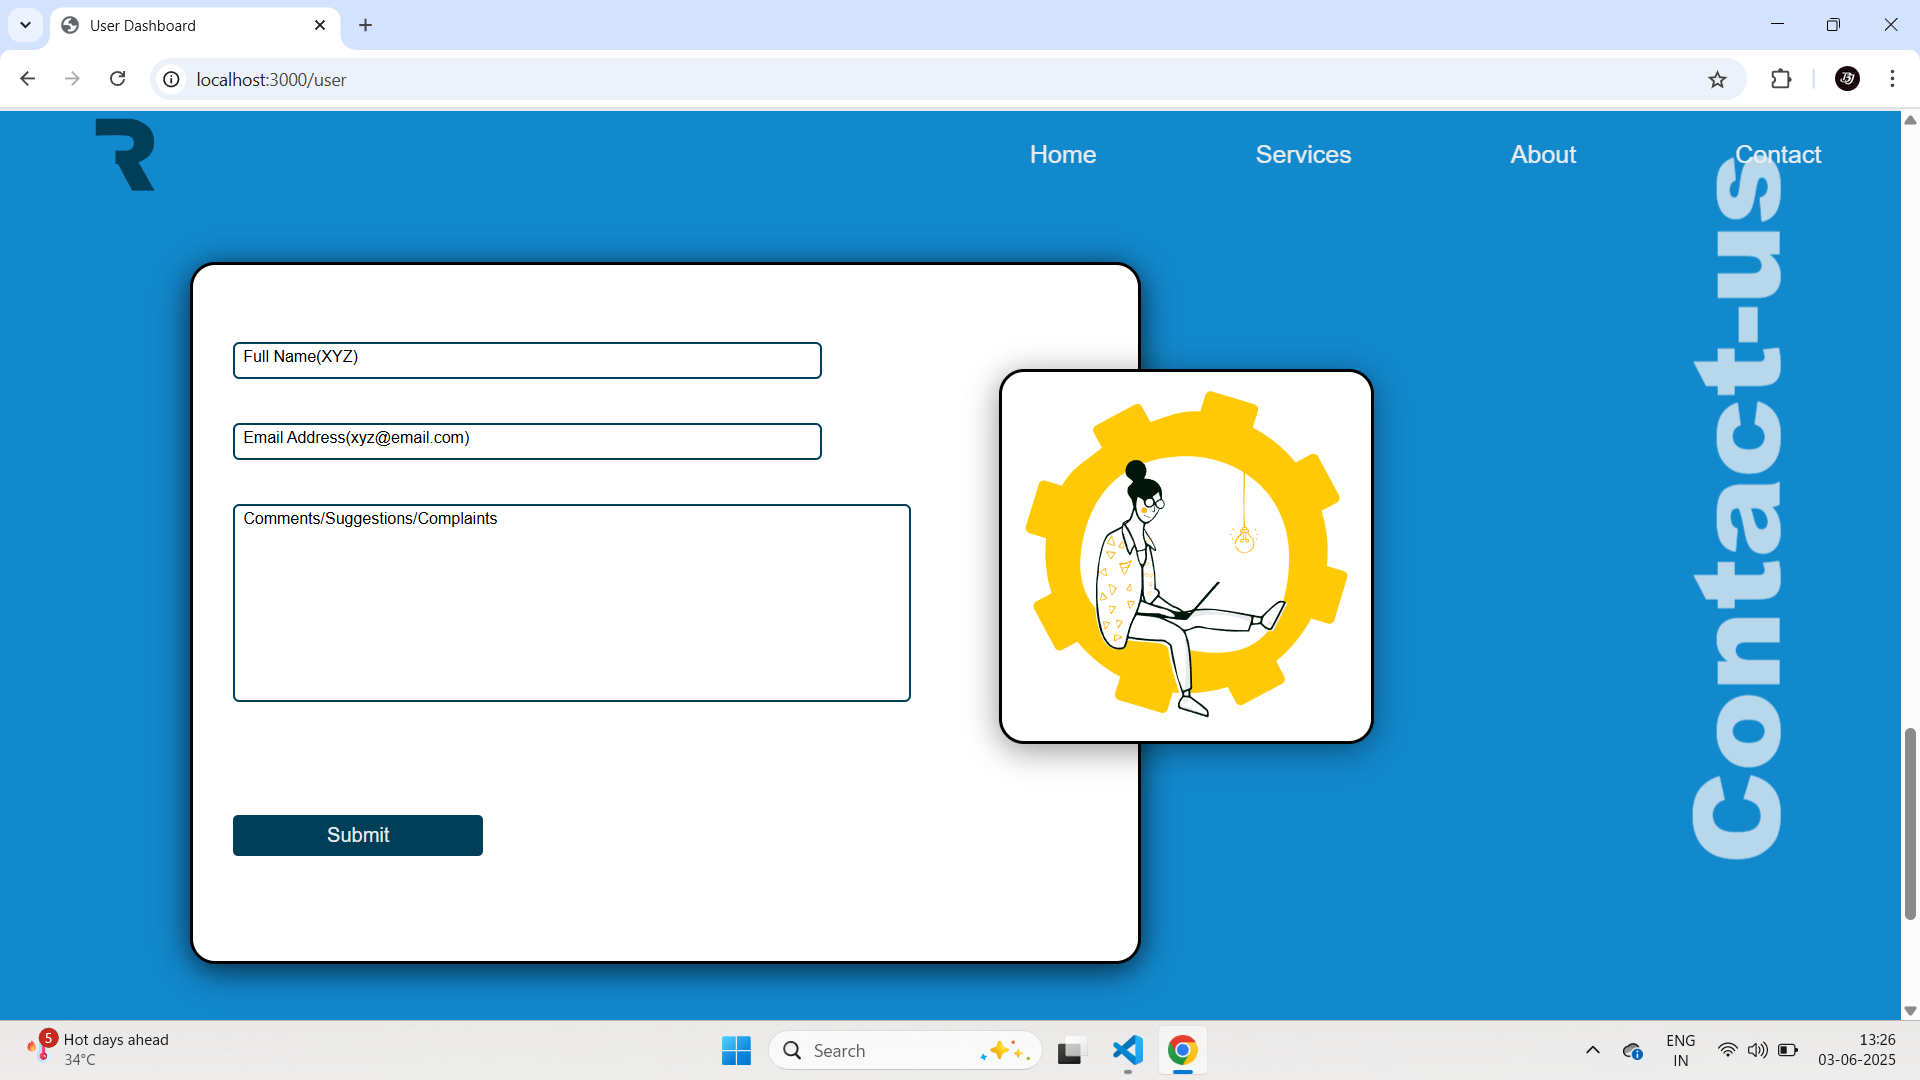 User Dashboard
localhost:3000/user
R
Home Services About Contact
Full Name(XYZ)
Email Address(xyz@email.com)
Comments/Suggestions/Complaints
Submit
Contact-us
5
Hot days ahead
34°C
Search
ENG
IN
13:26
03-06-2025